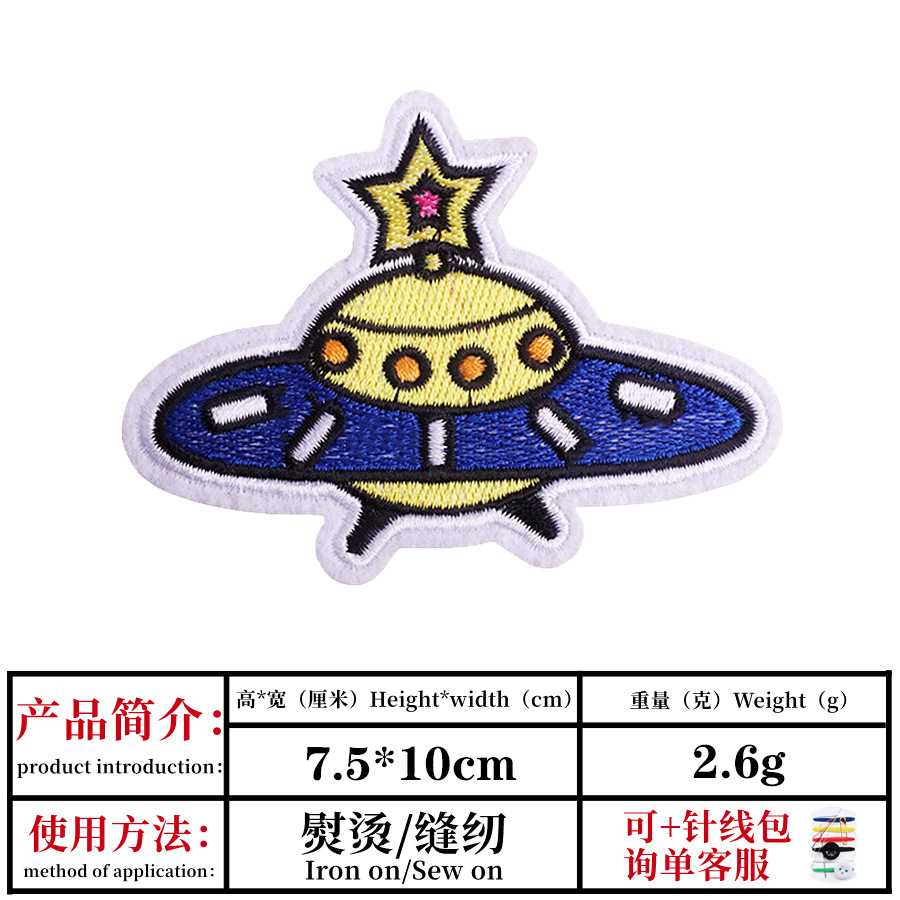 产品简介：
product introduction：
高*宽（厘米）Height*width（cm）
重量（克）Weight（g）
7.5*10cm
2.6g
使用方法：
method of application：
熨烫/缝纫
Iron on/Sew on
可+针线包
询单客服